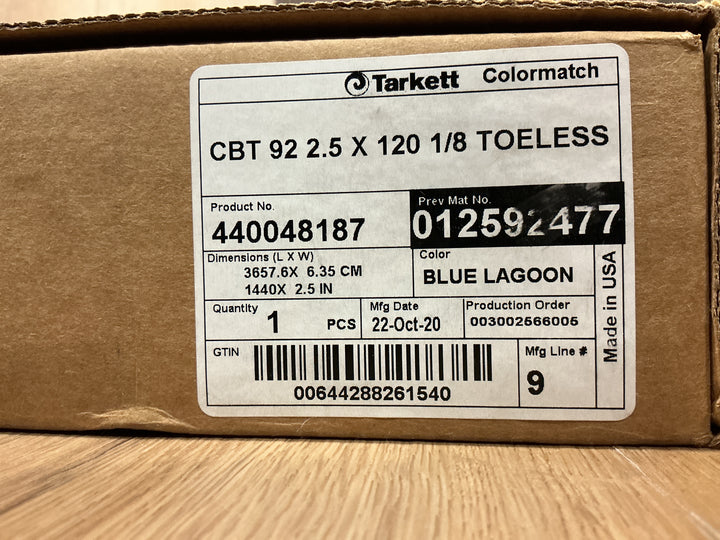 Tarkett Colormatch
CBT 92 2.5 X 120 1/8 TOELESS
Product No.
440048187
Prev Mat No.
012592477
Dimensions (L X W)
3657.6X 6.35 CM
1440X 2.5 IN
Color
BLUE LAGOON
Quantity
1 PCS
Mfg Date
22-Oct-20
Production Order
003002566005
Made in USA
GTIN
00644288261540
Mfg Line #
9